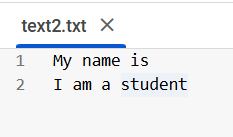 text2.txt
1 My name is
2 I am a student